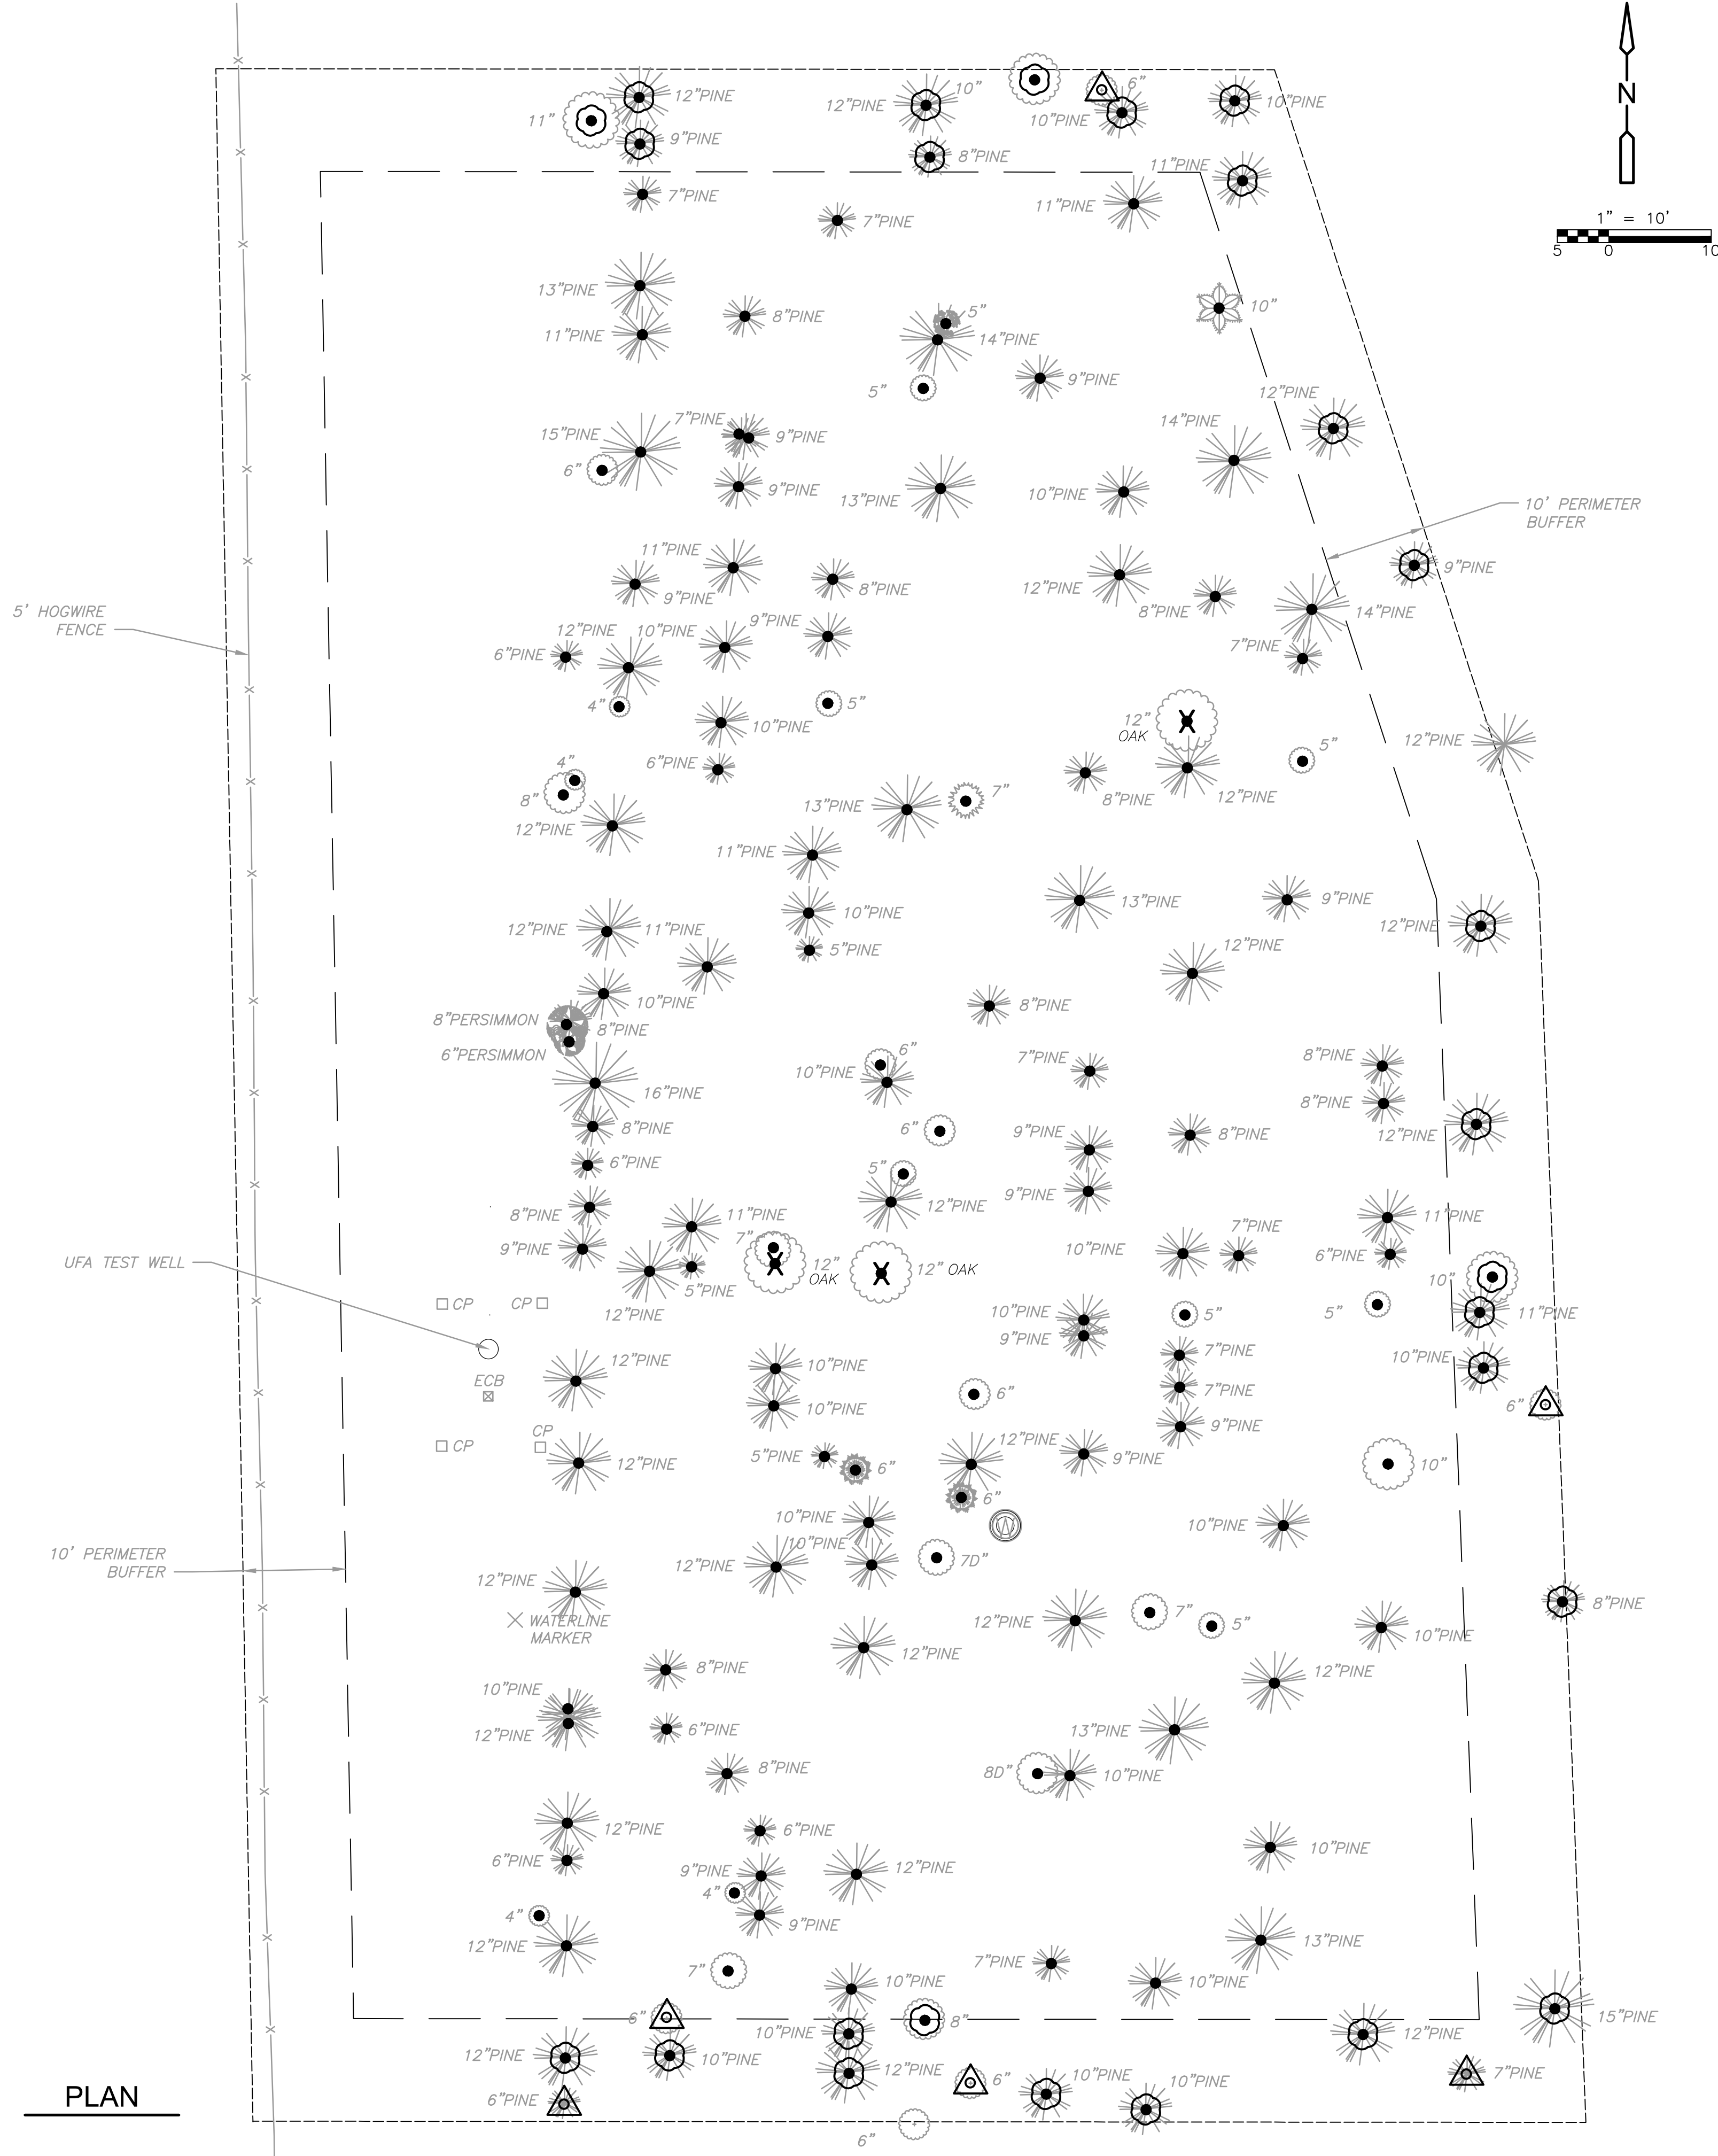 12"PINE
10"
6"
12"PINE
10"PINE
11"
10"PINE
N
9"PINE
8"PINE
11"PINE
7"PINE
11"PINE
7"PINE
1" = 10'
5 0 10
13"PINE
10"
8"PINE
5"
11"PINE
14"PINE
9"PINE
5"
12"PINE
7"PINE
14"PINE
15"PINE
9"PINE
6"
9"PINE
13"PINE
10"PINE
10' PERIMETER
BUFFER
11"PINE
9"PINE
8"PINE
12"PINE
9"PINE
8"PINE
14"PINE
5' HOGWIRE
FENCE
12"PINE
10"PINE
9"PINE
7"PINE
6"PINE
4"
5"
12"
OAK
10"PINE
12"PINE
5"
4"
6"PINE
8"
8"PINE
12"PINE
13"PINE
7"
12"PINE
11"PINE
13"PINE
9"PINE
10"PINE
12"PINE
12"PINE
11"PINE
5"PINE
12"PINE
10"PINE
8"PINE
8"PERSIMMON
8"PINE
6"PERSIMMON
6"
7"PINE
8"PINE
10"PINE
16"PINE
8"PINE
8"PINE
6"
9"PINE
8"PINE
12"PINE
6"PINE
5"
9"PINE
12"PINE
8"PINE
11"PINE
11"PINE
7"PINE
9"PINE
7"
10"PINE
6"PINE
UFA TEST WELL
12"
OAK
12" OAK
10"
5"PINE
CP
CP
12"PINE
10"PINE
5"
5"
11"PINE
9"PINE
12"PINE
10"PINE
7"PINE
10"PINE
ECB
6"
7"PINE
6"
10"PINE
CP
CP
12"PINE
9"PINE
12"PINE
5"PINE
6"
9"PINE
10"
6"
10"PINE
10"PINE
10"PINE
10' PERIMETER
BUFFER
12"PINE
7D"
12"PINE
8"PINE
WATERLINE
MARKER
12"PINE
7"
5"
10"PINE
12"PINE
8"PINE
12"PINE
10"PINE
12"PINE
6"PINE
13"PINE
8"PINE
8D"
10"PINE
12"PINE
6"PINE
10"PINE
6"PINE
9"PINE
12"PINE
4"
4"
9"PINE
12"PINE
13"PINE
7"
7"PINE
10"PINE
10"PINE
6"
8"
15"PINE
10"PINE
12"PINE
12"PINE
10"PINE
12"PINE
6"
10"PINE
7"PINE
PLAN
6"PINE
10"PINE
6"